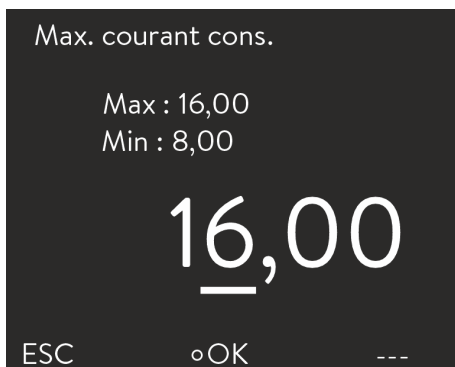 Max. courant cons.
Max : 16,00
Min : 8,00
16,00
ESC ○OK ---